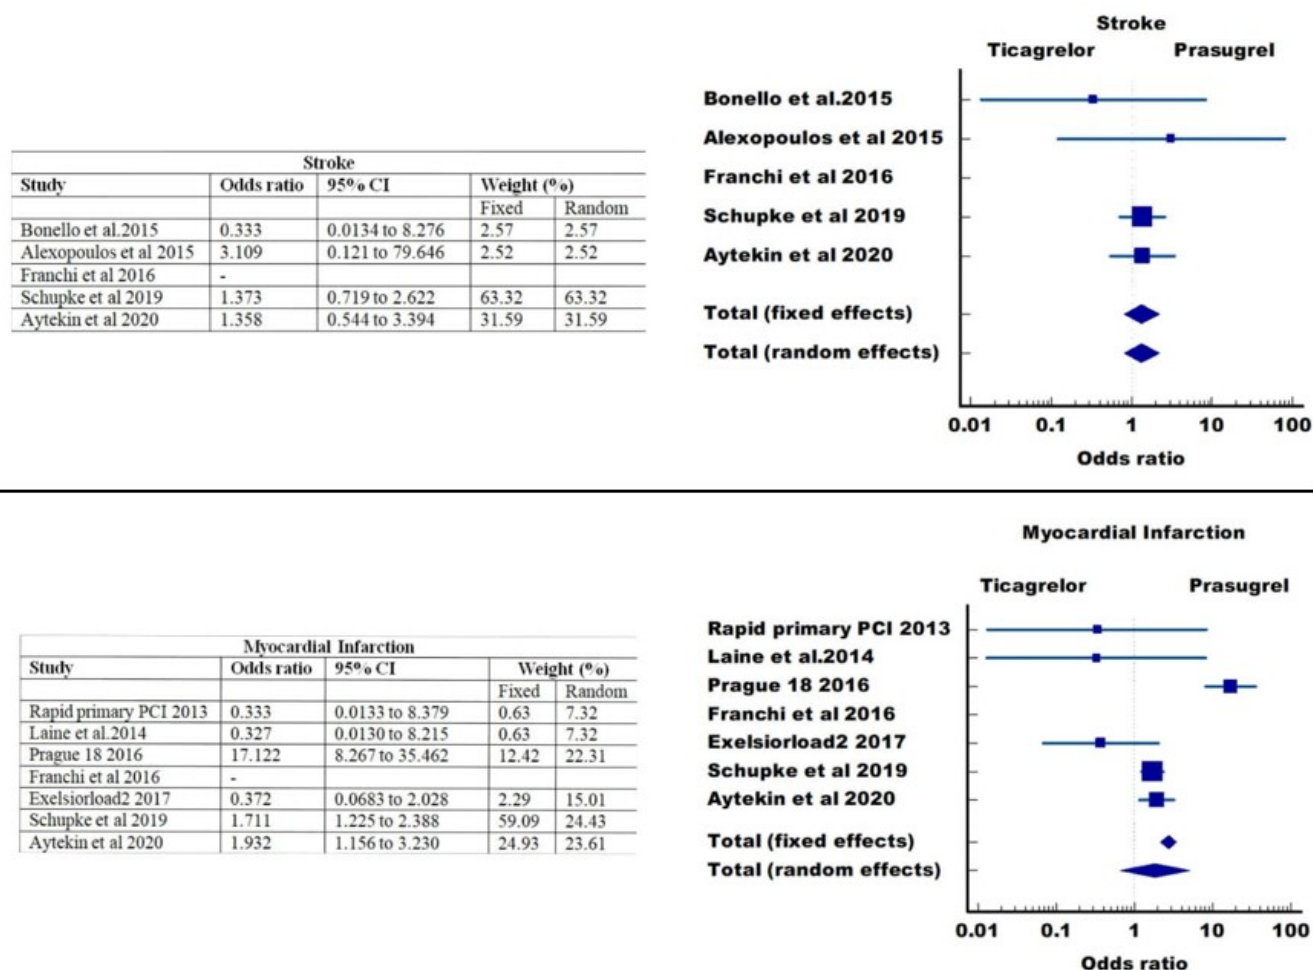 Stroke
Study Odds ratio 95% CI Weight (%)
Fixed Random
Bonello et al.2015 0.333 0.0134 to 8.276 2.57 2.57
Alexopoulos et al 2015 3.109 0.121 to 79.646 2.52 2.52
Franchi et al 2016 -
Schupke et al 2019 1.373 0.719 to 2.622 63.32 63.32
Aytekin et al 2020 1.358 0.544 to 3.394 31.59 31.59
Stroke
Ticagrelor Prasugrel
Bonello et al.2015
Alexopoulos et al 2015
Franchi et al 2016
Schupke et al 2019
Aytekin et al 2020
Total (fixed effects)
Total (random effects)
0.01 0.1 1 10 100
Odds ratio
Myocardial Infarction
Study Odds ratio 95% CI Weight (%)
Fixed Random
Rapid primary PCI 2013 0.333 0.0133 to 8.379 0.63 7.32
Laine et al.2014 0.327 0.0130 to 8.215 0.63 7.32
Prague 18 2016 17.122 8.267 to 35.462 12.42 22.31
Franchi et al 2016 -
Exelsiorload2 2017 0.372 0.0683 to 2.028 2.29 15.01
Schupke et al 2019 1.711 1.225 to 2.388 59.09 24.43
Aytekin et al 2020 1.932 1.156 to 3.230 24.93 23.61
Myocardial Infarction
Ticagrelor Prasugrel
Rapid primary PCI 2013
Laine et al.2014
Prague 18 2016
Franchi et al 2016
Exelsiorload2 2017
Schupke et al 2019
Aytekin et al 2020
Total (fixed effects)
Total (random effects)
0.01 0.1 1 10 100
Odds ratio